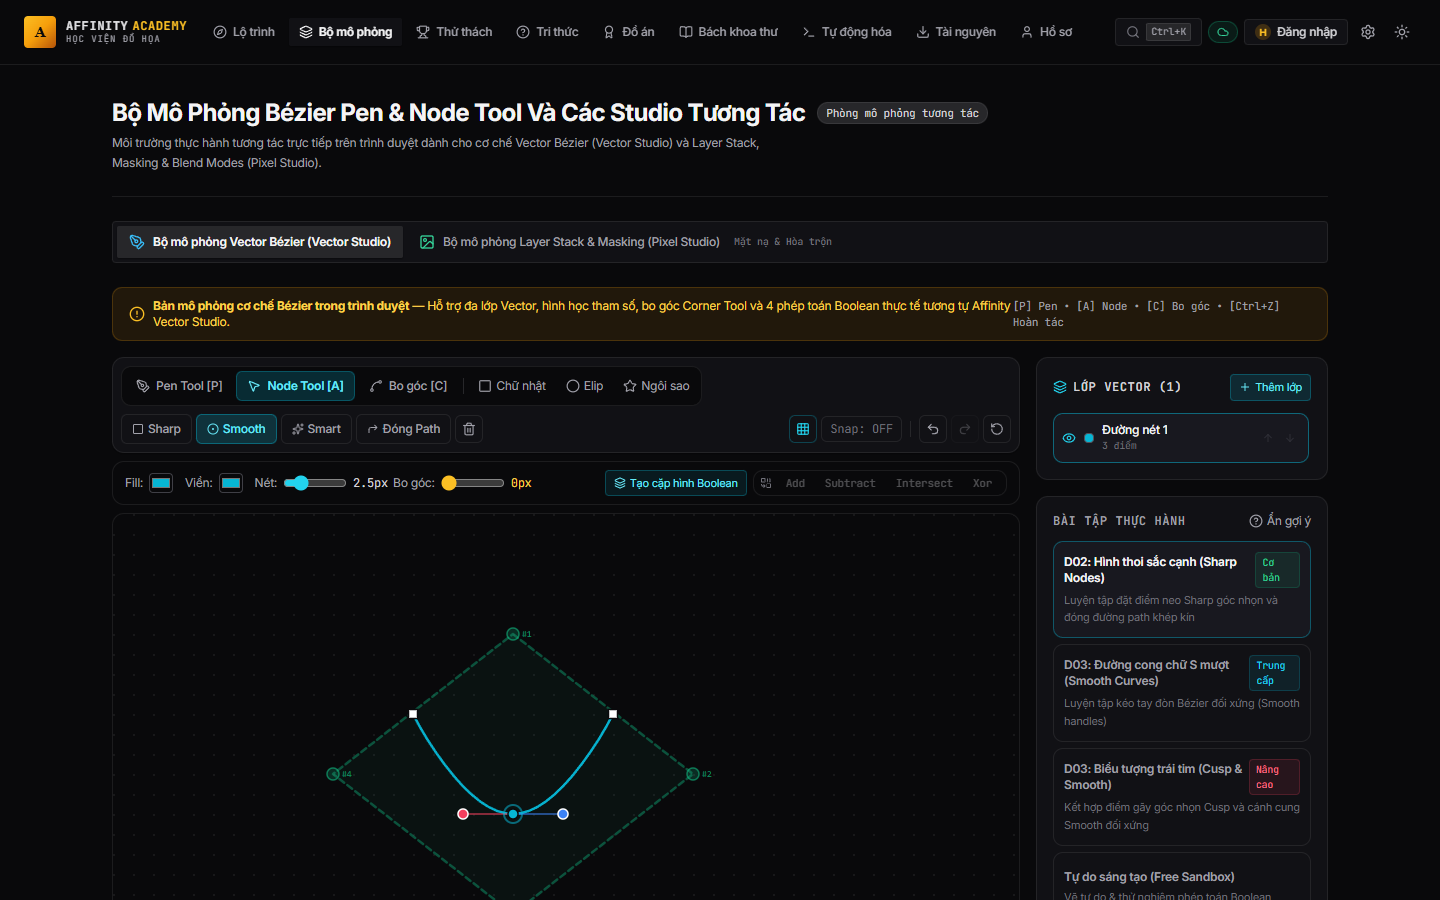 A
AFFINITY ACADEMY
HỌC VIỆN ĐỒ HỌA
Lộ trình
Bộ mô phỏng
Thử thách
Tri thức
Đồ án
Bách khoa thư
Tự động hóa
Tài nguyên
Hồ sơ
Ctrl+K
H
Đăng nhập
Bộ Mô Phỏng Bézier Pen & Node Tool Và Các Studio Tương Tác
Phòng mô phỏng tương tác
Môi trường thực hành tương tác trực tiếp trên trình duyệt dành cho cơ chế Vector Bézier (Vector Studio) và Layer Stack,
Masking & Blend Modes (Pixel Studio).
Bộ mô phỏng Vector Bézier (Vector Studio)
Bộ mô phỏng Layer Stack & Masking (Pixel Studio)
Mặt nạ & Hòa trộn
Bản mô phỏng cơ chế Bézier trong trình duyệt — Hỗ trợ đa lớp Vector, hình học tham số, bo góc Corner Tool và 4 phép toán Boolean thực tế tương tự Affinity
Vector Studio.
[P] Pen • [A] Node • [C] Bo góc • [Ctrl+Z]
Hoàn tác
Pen Tool [P]
Node Tool [A]
Bo góc [C]
Chữ nhật
Elip
Ngôi sao
Sharp
Smooth
Smart
Đóng Path
Snap: OFF
Fill:
Viền:
Nét:
2.5px
Bo góc:
0px
Tạo cặp hình Boolean
Add
Subtract
Intersect
Xor
#1
#2
#4
LỚP VECTOR (1)
Thêm lớp
Đường nét 1
3 điểm
BÀI TẬP THỰC HÀNH
Ẩn gợi ý
D02: Hình thoi sắc cạnh (Sharp
Nodes)
Cơ
bản
Luyện tập đặt điểm neo Sharp góc nhọn và
đóng đường path khép kín
D03: Đường cong chữ S mượt
(Smooth Curves)
Trung
cấp
Luyện tập kéo tay đòn Bézier đối xứng (Smooth
handles)
D03: Biểu tượng trái tim (Cusp &
Smooth)
Nâng
cao
Kết hợp điểm gãy góc nhọn Cusp và cánh cung
Smooth đối xứng
Tự do sáng tạo (Free Sandbox)
Vẽ tự do & thử nghiệm phép toán Boolean